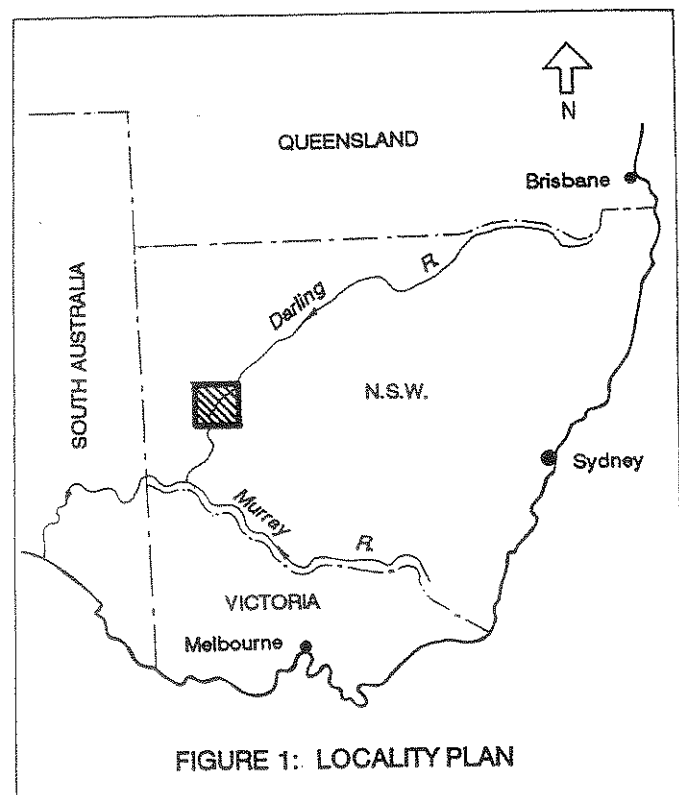 N
QUEENSLAND
Brisbane
Darling R.
SOUTH AUSTRALIA
N.S.W.
Sydney
Murray R.
VICTORIA
Melbourne
FIGURE 1: LOCALITY PLAN